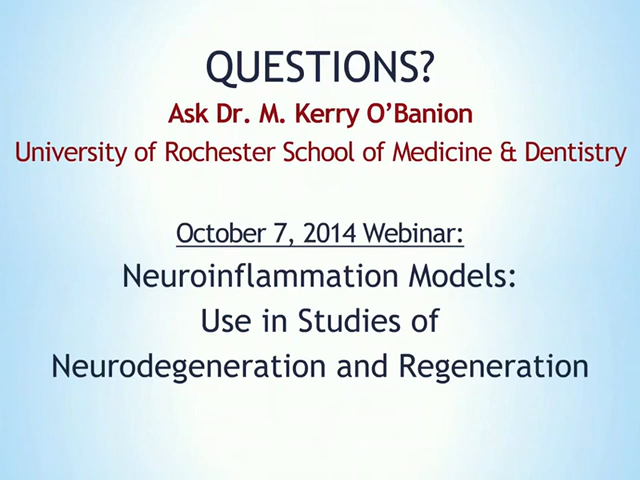 QUESTIONS?
Ask Dr. M. Kerry O’Banion
University of Rochester School of Medicine & Dentistry
October 7, 2014 Webinar:
Neuroinflammation Models:
Use in Studies of
Neurodegeneration and Regeneration